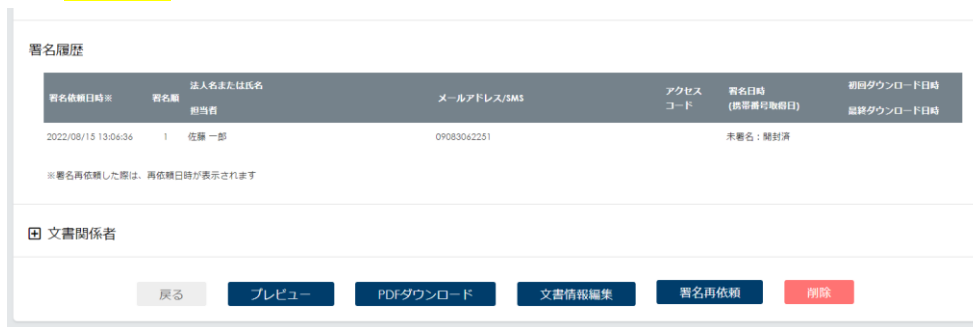 署名履歴
署名依頼日時※ 署名順 法人名または氏名 担当者 メールアドレス/SMS アクセスコード 署名日時 (携帯番号取得日) 初回ダウンロード日時 最終ダウンロード日時
2022/08/15 13:06:36 1 佐藤 一郎 09083062251 未署名:開封済
※署名再依頼した際は、再依頼日時が表示されます
文書関係者
戻る プレビュー PDFダウンロード 文書情報編集 署名再依頼 削除